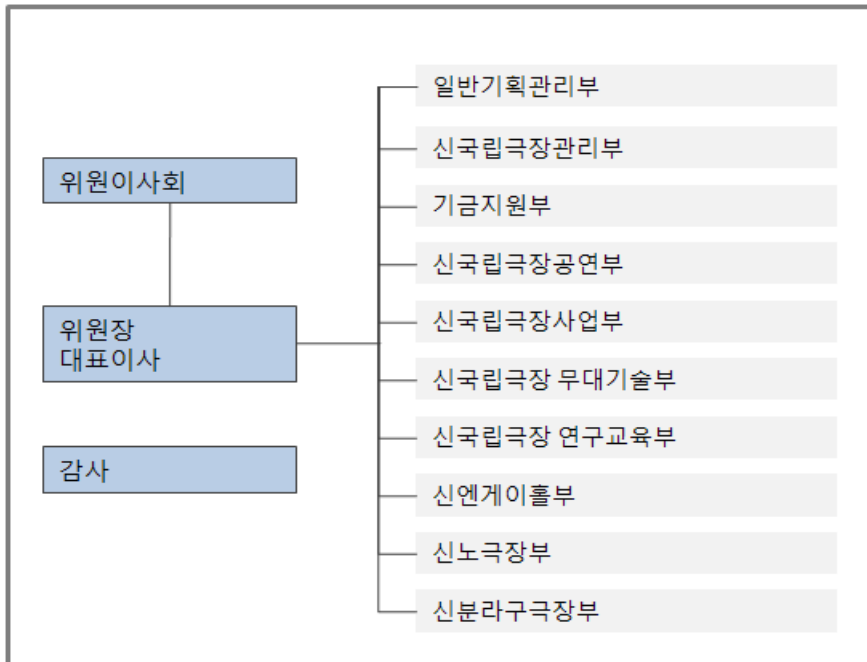 위원이사회
위원장
대표이사
감사
일반기획관리부
신국립극장관리부
기금지원부
신국립극장공연부
신국립극장사업부
신국립극장 무대기술부
신국립극장 연구교육부
신엔게이홀부
신노극장부
신분라구극장부